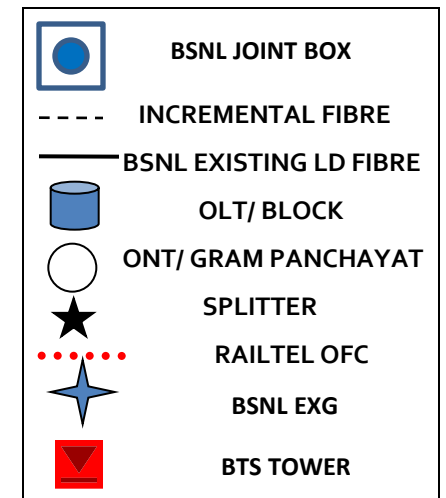 BSNL JOINT BOX
INCREMENTAL FIBRE
BSNL EXISTING LD FIBRE
OLT/ BLOCK
ONT/ GRAM PANCHAYAT
SPLITTER
RAILTEL OFC
BSNL EXG
BTS TOWER